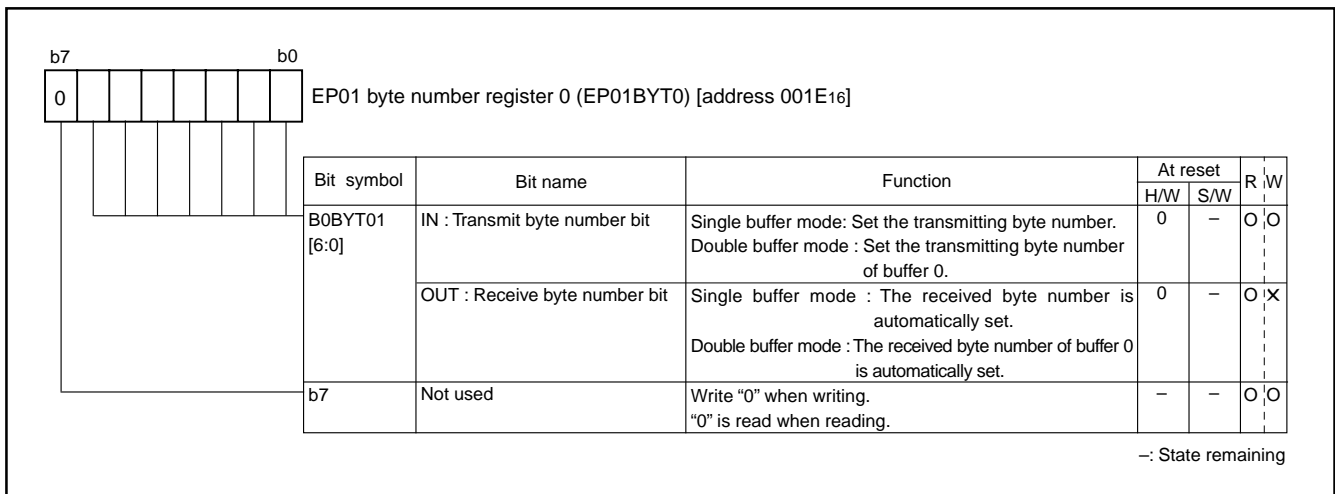 b7 b0
0 EP01 byte number register 0 (EP01BYT0) [address 001E16]
Bit symbol Bit name Function At reset R W
H/W S/W
B0BYT01 IN : Transmit byte number bit Single buffer mode: Set the transmitting byte number. 0 – O O
[6:0] Double buffer mode : Set the transmitting byte number
of buffer 0.
OUT : Receive byte number bit Single buffer mode : The received byte number is 0 – O ✕
automatically set.
Double buffer mode : The received byte number of buffer 0
is automatically set.
b7 Not used Write “0” when writing. – – O O
“0” is read when reading.
–: State remaining